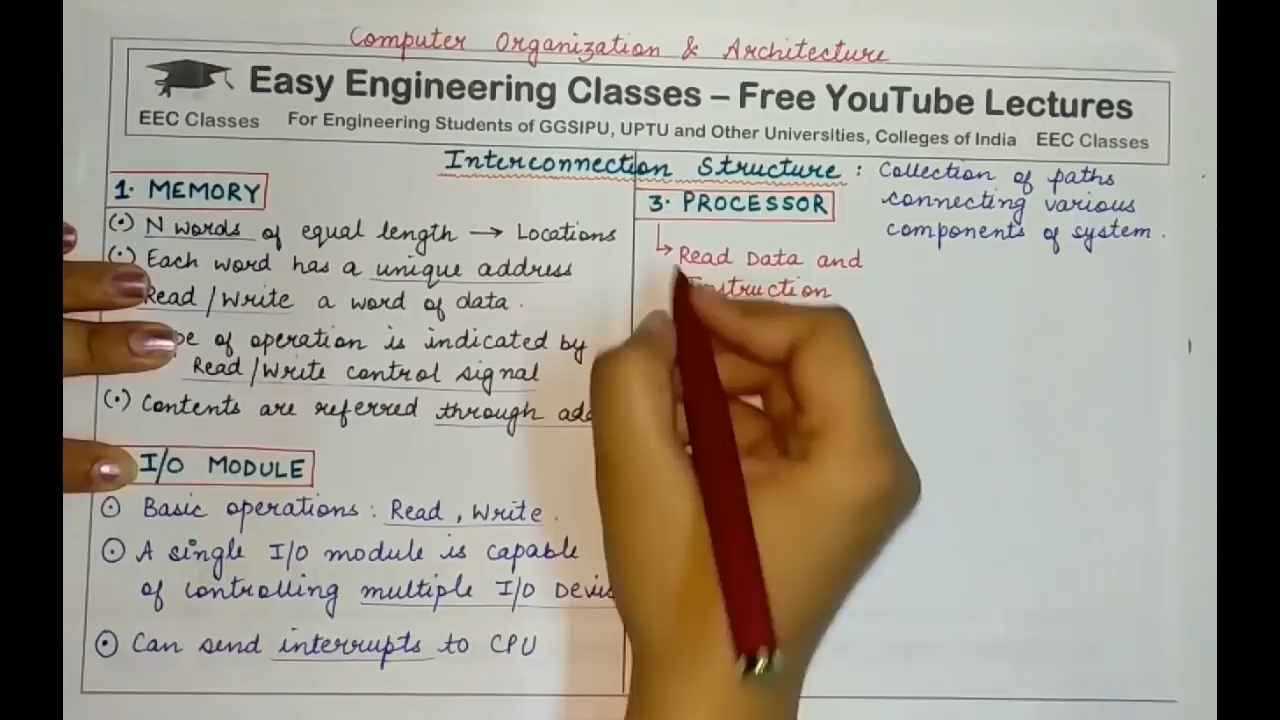 Computer Organization & Architecture
Easy Engineering Classes – Free YouTube Lectures
EEC Classes For Engineering Students of GGSIPU, UPTU and Other Universities, Colleges of India EEC Classes
Interconnection Structure : Collection of paths
connecting various
components of system.
1. MEMORY
(•) N words of equal length → Locations
(•) Each word has a unique address
Read/Write a word of data.
of operation is indicated by
Read/Write control signal
(•) Contents are referred through
I/O MODULE
⊙ Basic operations : Read, Write.
⊙ A single I/O module is capable
of controlling multiple I/O
⊙ Can send interrupts to CPU
3. PROCESSOR
↳ Read Data and
Instruction